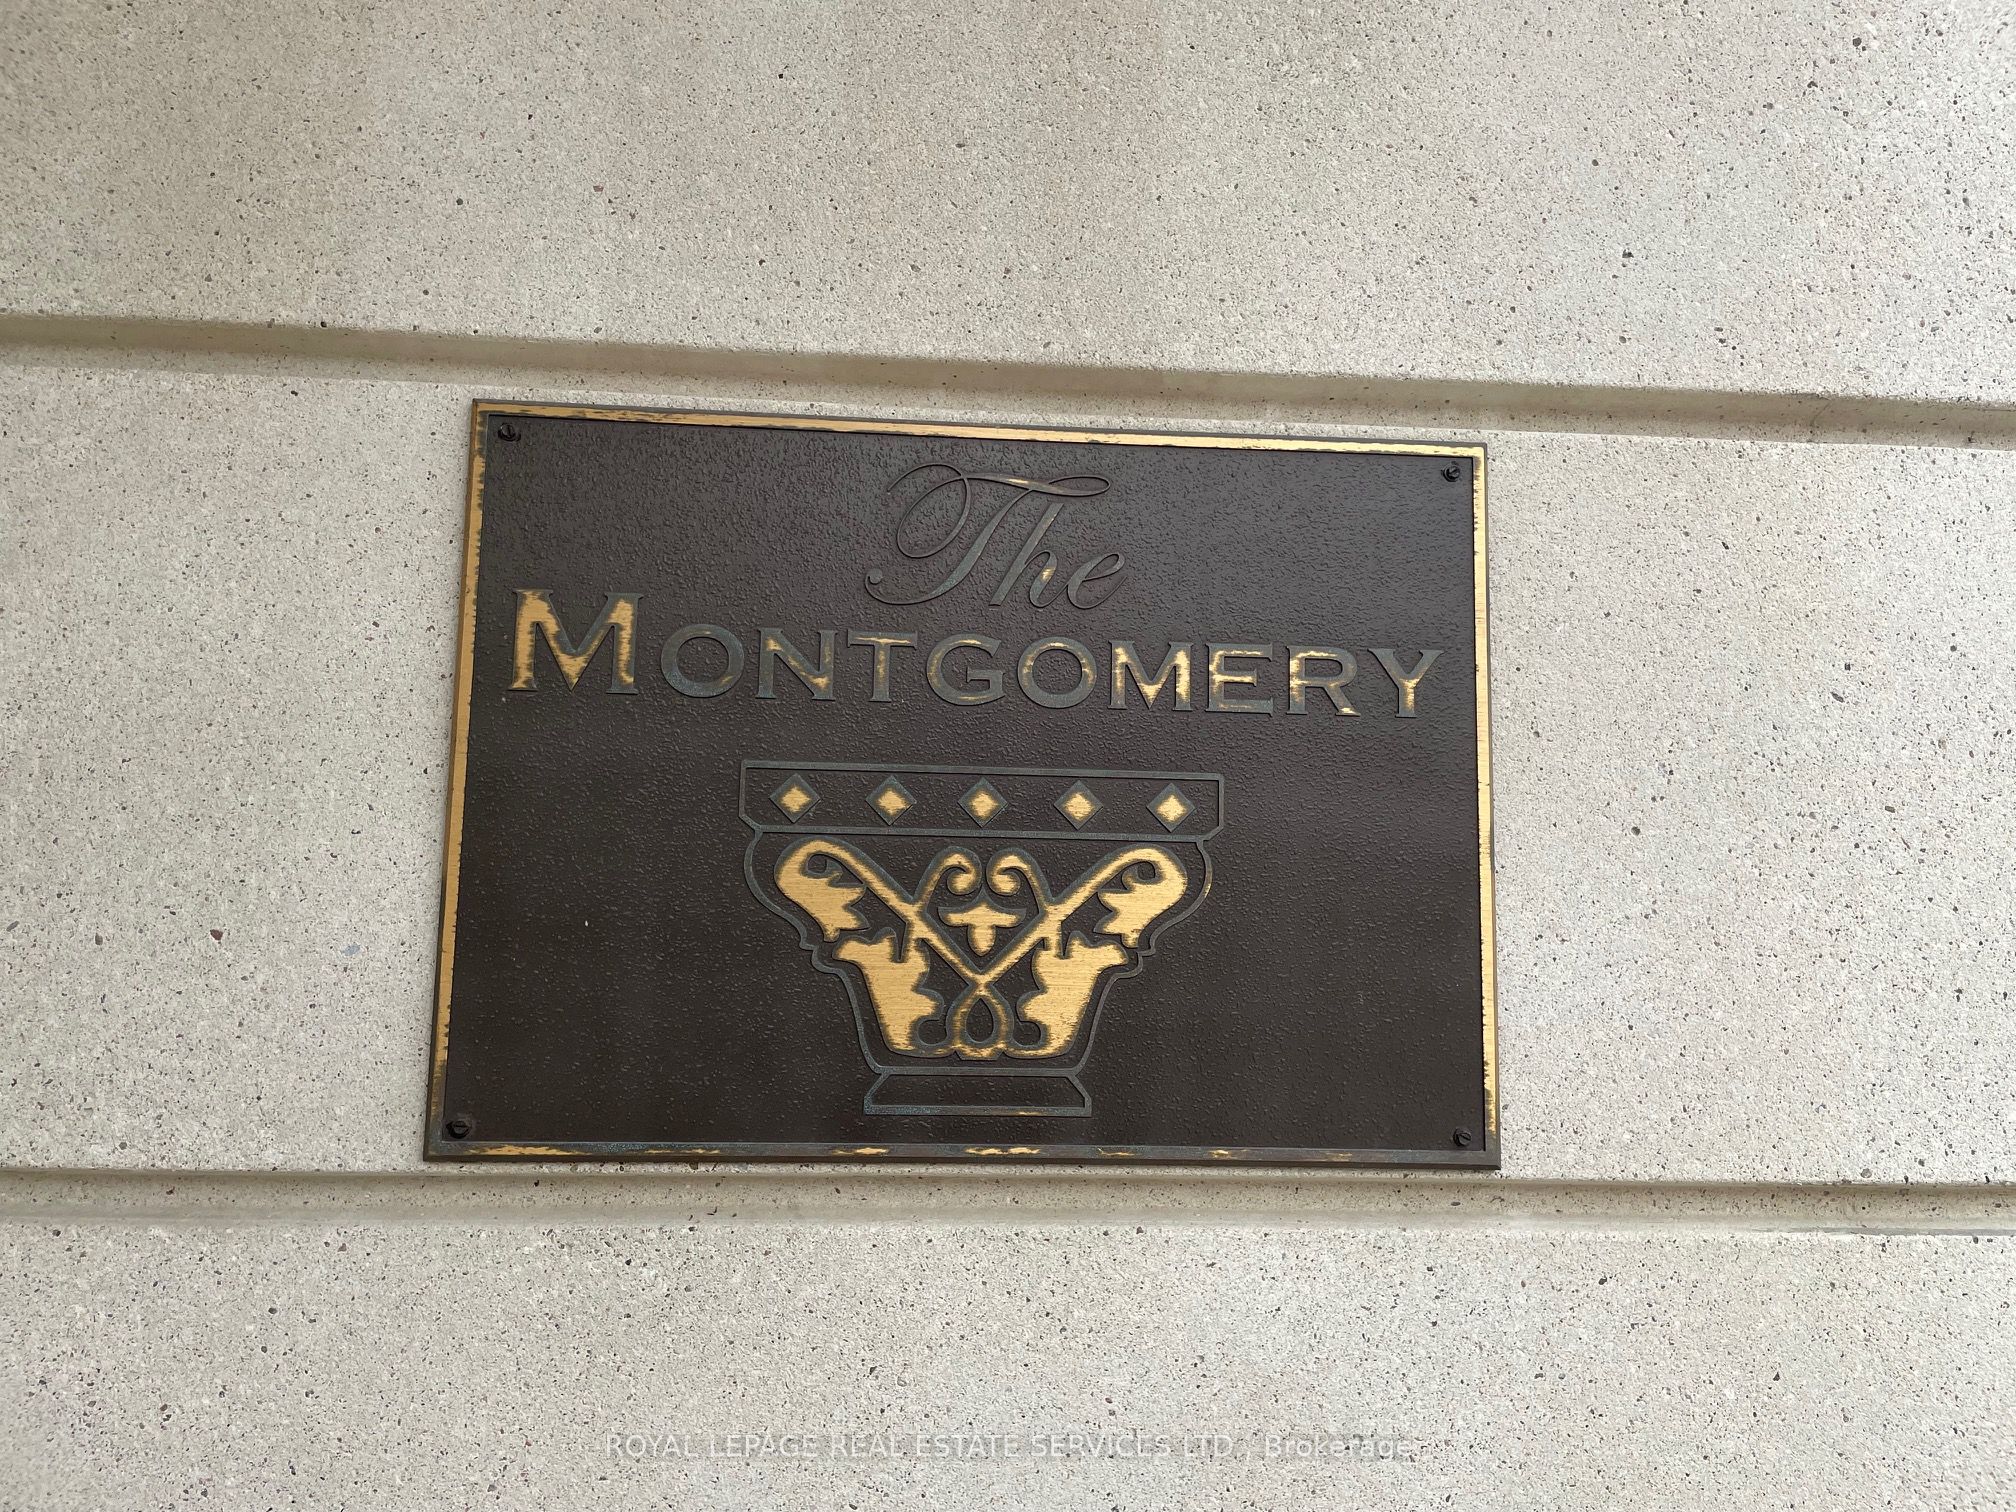 The
MONTGOMERY
ROYAL LEPAGE REAL ESTATE SERVICES LTD., Brokerage